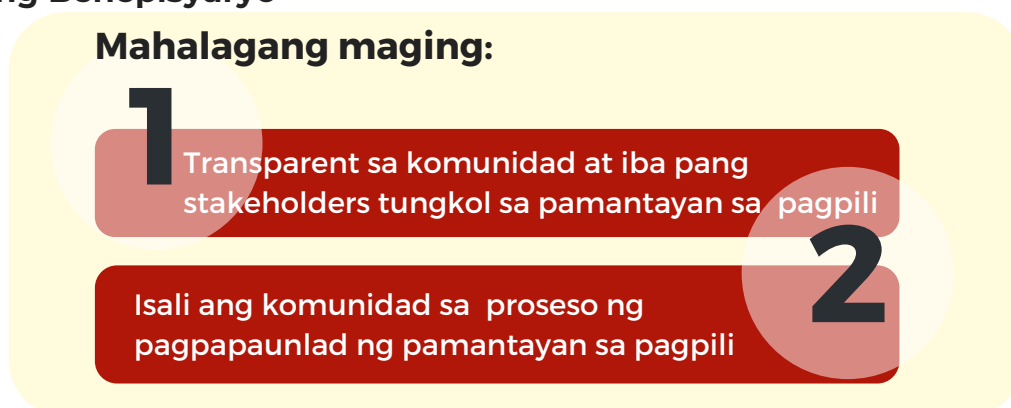 Mahalagang maging:
1
Transparent sa komunidad at iba pang
stakeholders tungkol sa pamantayan sa pagpili
2
Isali ang komunidad sa proseso ng
pagpapaunlad ng pamantayan sa pagpili